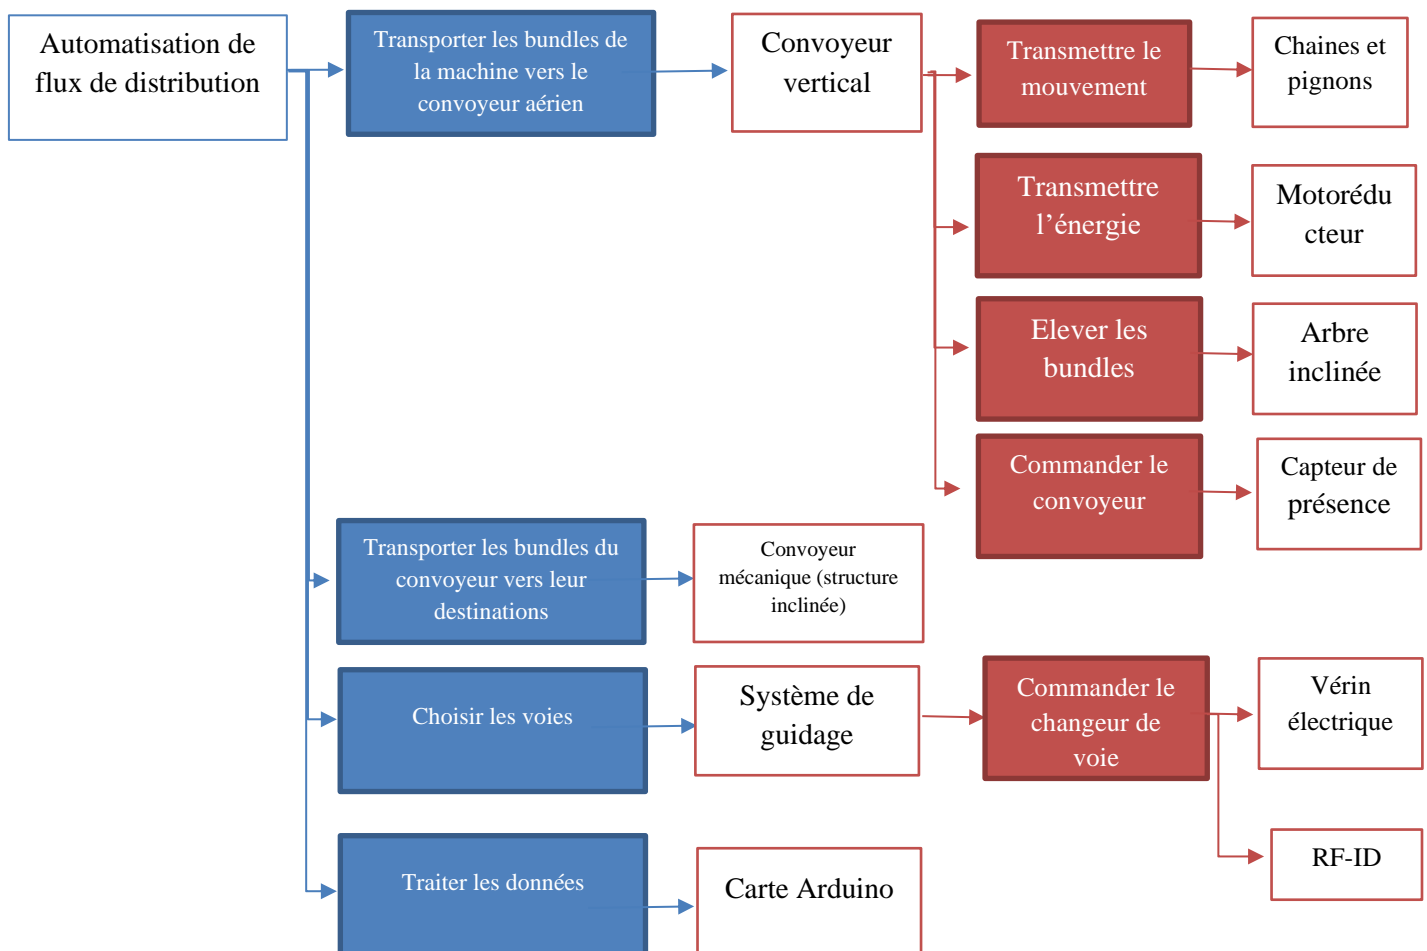 Automatisation de
flux de distribution
Transporter les bundles de
la machine vers le
convoyeur aérien
Convoyeur
vertical
Transmettre le
mouvement
Chaines et
pignons
Transmettre
l’énergie
Motorédu
cteur
Elever les
bundles
Arbre
inclinée
Commander le
convoyeur
Capteur de
présence
Transporter les bundles du
convoyeur vers leur
destinations
Convoyeur
mécanique (structure
inclinée)
Choisir les voies
Système de
guidage
Commander le
changeur de
voie
Vérin
électrique
RF-ID
Traiter les données
Carte Arduino